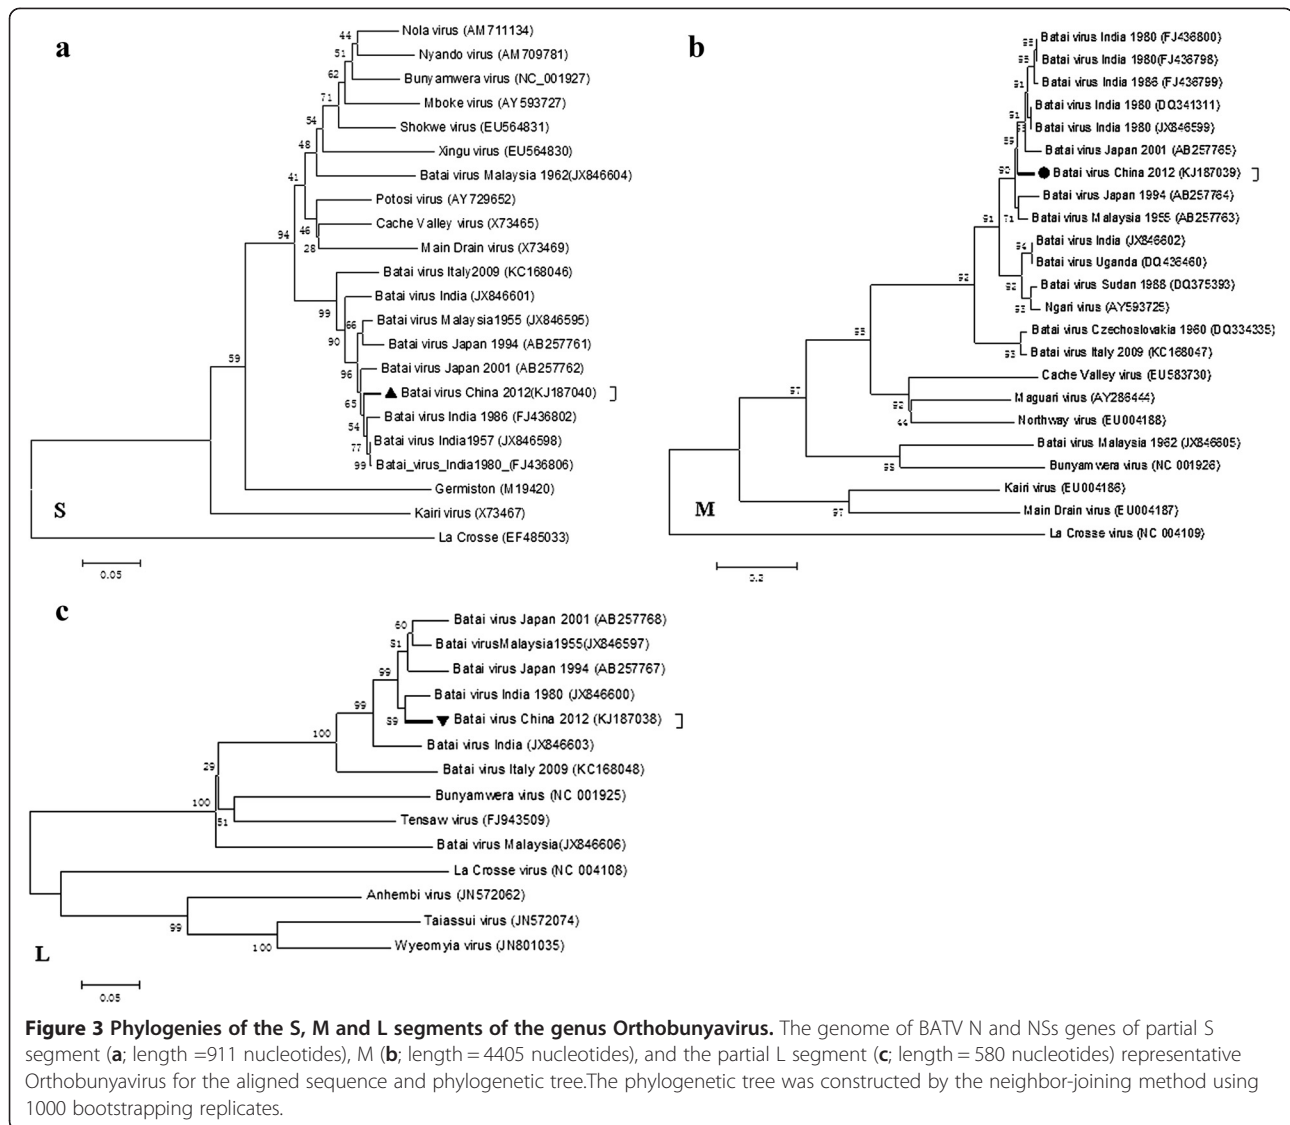 a
44
Nola virus (AM711134)
51
Nyando virus (AM709781)
62
Bunyamwera virus (NC_001927)
71
Mboke virus (AY593727)
54
Shokwe virus (EU564831)
48
Xingu virus (EU564830)
41
Batai virus Malaysia 1962(JX846604)
Potosi virus (AY729652)
94
46
Cache Valley virus (X73465)
28
Main Drain virus (X73469)
Batai virus Italy2009 (KC168046)
99
Batai virus India (JX846601)
66
Batai virus Malaysia1955 (JX846595)
90
Batai virus Japan 1994 (AB257761)
59
96
Batai virus Japan 2001 (AB257762)
Batai virus China 2012(KJ187040)
65
Batai virus India 1986 (FJ436802)
54
77
Batai virus India1957 (JX846598)
99
Batai_virus_India1980_(FJ436806)
Germiston (M19420)
S
Kairi virus (X73467)
La Crosse (EF485033)
0.05
b
Batai virus India 1980 (FJ436800)
Batai virus India 1980(FJ436798)
Batai virus India 1986 (FJ436799)
91
Batai virus India 1980 (DQ341311)
91
Batai virus India 1980 (JX846599)
Batai virus Japan 2001 (AB257765)
Batai virus China 2012 (KJ187039)
90
Batai virus Japan 1994 (AB257764)
91
71
Batai virus Malaysia 1955 (AB257763)
Batai virus India (JX846602)
94
Batai virus Uganda (DQ436460)
92
92
Batai virus Sudan 1988 (DQ375393)
Ngari virus (AY593725)
Batai virus Czechoslovakia 1960 (DQ334335)
Batai virus Italy 2009 (KC168047)
97
Cache Valley virus (EU583730)
92
Maguari virus (AY286444)
44
Northway virus (EU004188)
Batai virus Malaysia 1962 (JX846605)
Bunyamwera virus (NC 001926)
Kairi virus (EU004186)
M
97
Main Drain virus (EU004187)
La Crosse virus (NC 004109)
0.2
c
60
Batai virus Japan 2001 (AB257768)
Batai virusMalaysia1955(JX846597)
99
Batai virus Japan 1994 (AB257767)
99
Batai virus India 1980 (JX846600)
Batai virus China 2012 (KJ187038)
100
Batai virus India (JX846603)
29
Batai virus Italy 2009 (KC168048)
100
Bunyamwera virus (NC 001925)
51
Tensaw virus (FJ943509)
Batai virus Malaysia(JX846606)
La Crosse virus (NC 004108)
Anhembi virus (JN572062)
99
Taiassui virus (JN572074)
100
Wyeomyia virus (JN801035)
L
0.05
Figure 3 Phylogenies of the S, M and L segments of the genus Orthobunyavirus. The genome of BATV N and NSs genes of partial S
segment (a; length =911 nucleotides), M (b; length = 4405 nucleotides), and the partial L segment (c; length = 580 nucleotides) representative
Orthobunyavirus for the aligned sequence and phylogenetic tree.The phylogenetic tree was constructed by the neighbor-joining method using
1000 bootstrapping replicates.